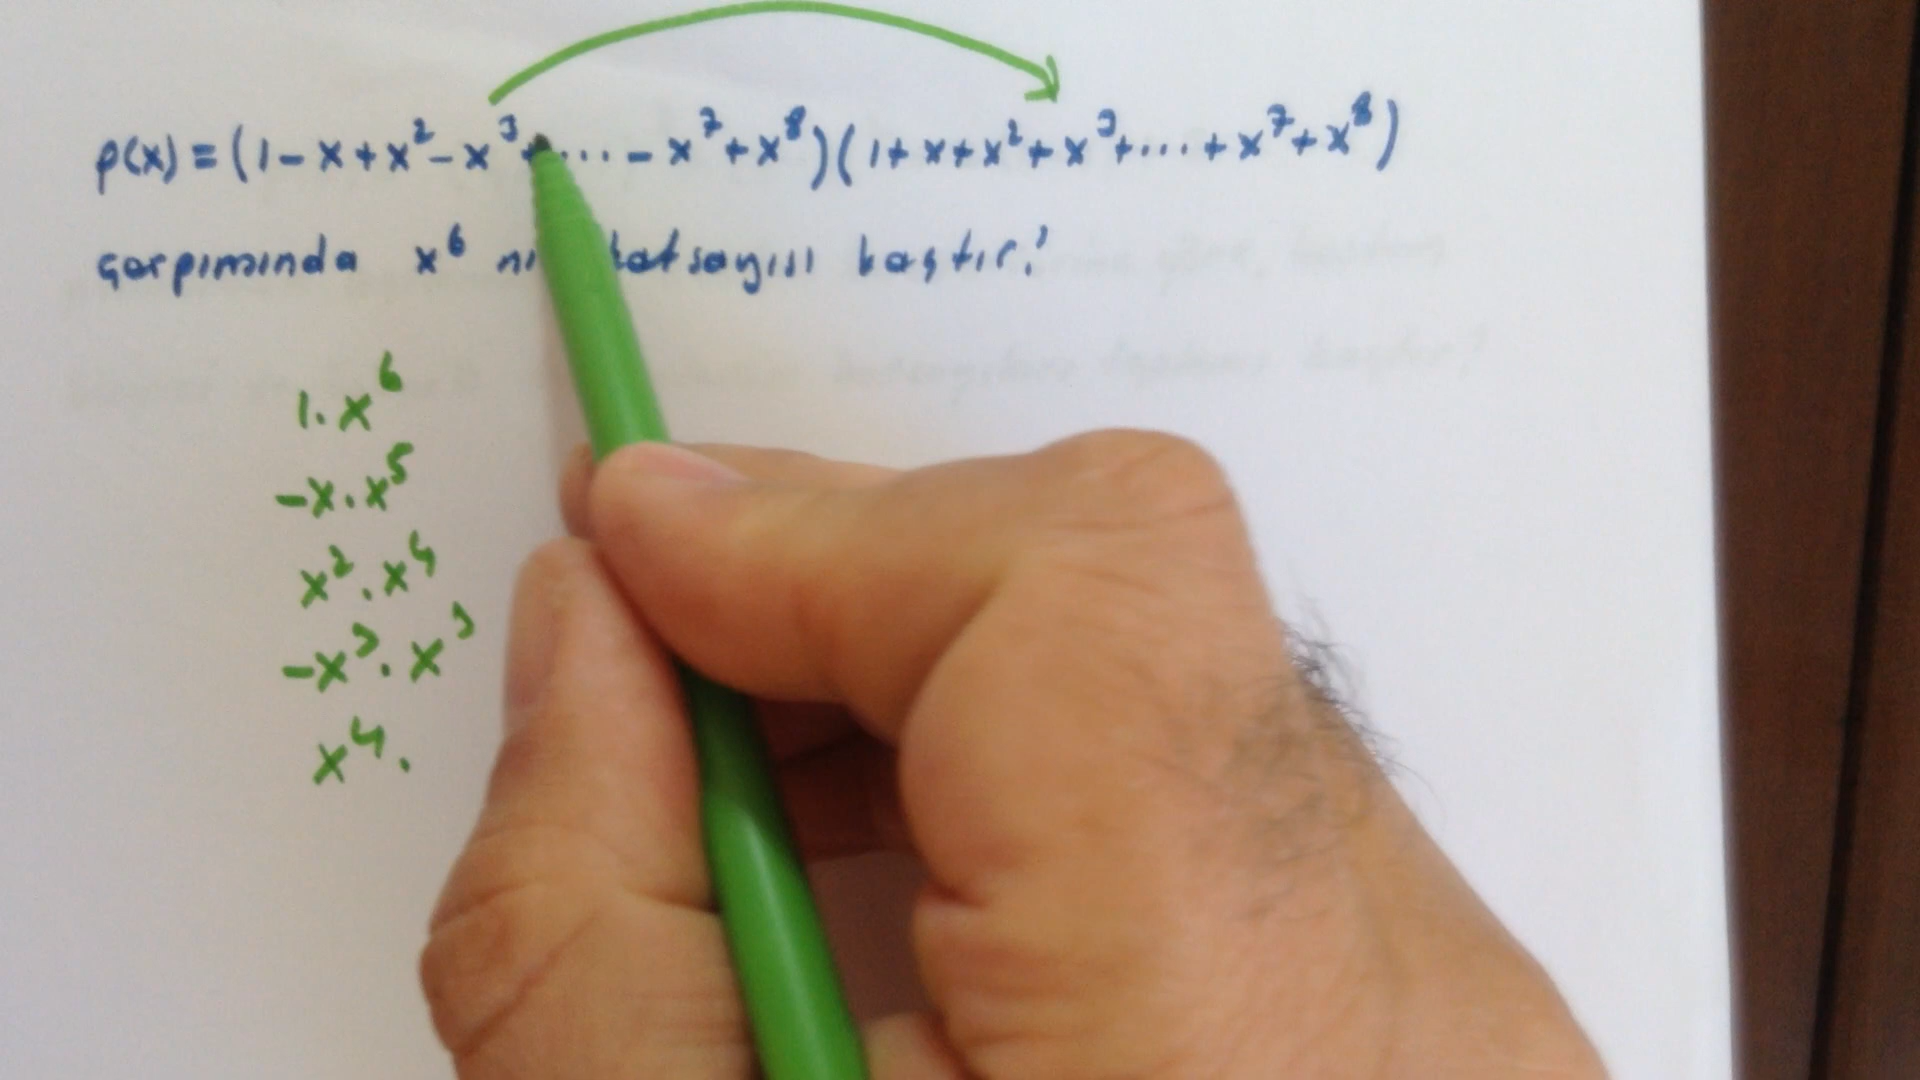 p(x) = (1 - x + x² - x³ + ... - x⁷ + x⁸)(1 + x + x² + x³ + ... + x⁷ + x⁸)
çarpımında x⁶ nı katsayısı kaçtır?
1. x⁶
-x. x⁵
x². x⁴
-x³. x³
x⁴.